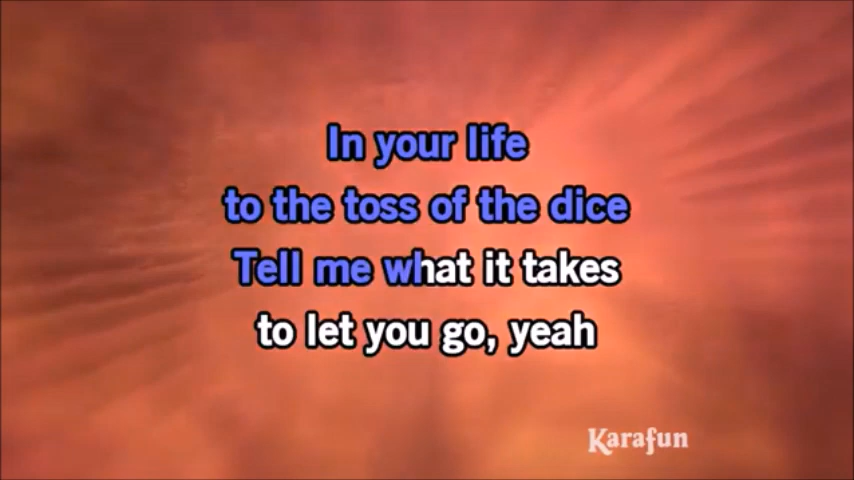 In your life
to the toss of the dice
Tell me what it takes
to let you go, yeah
Karafun